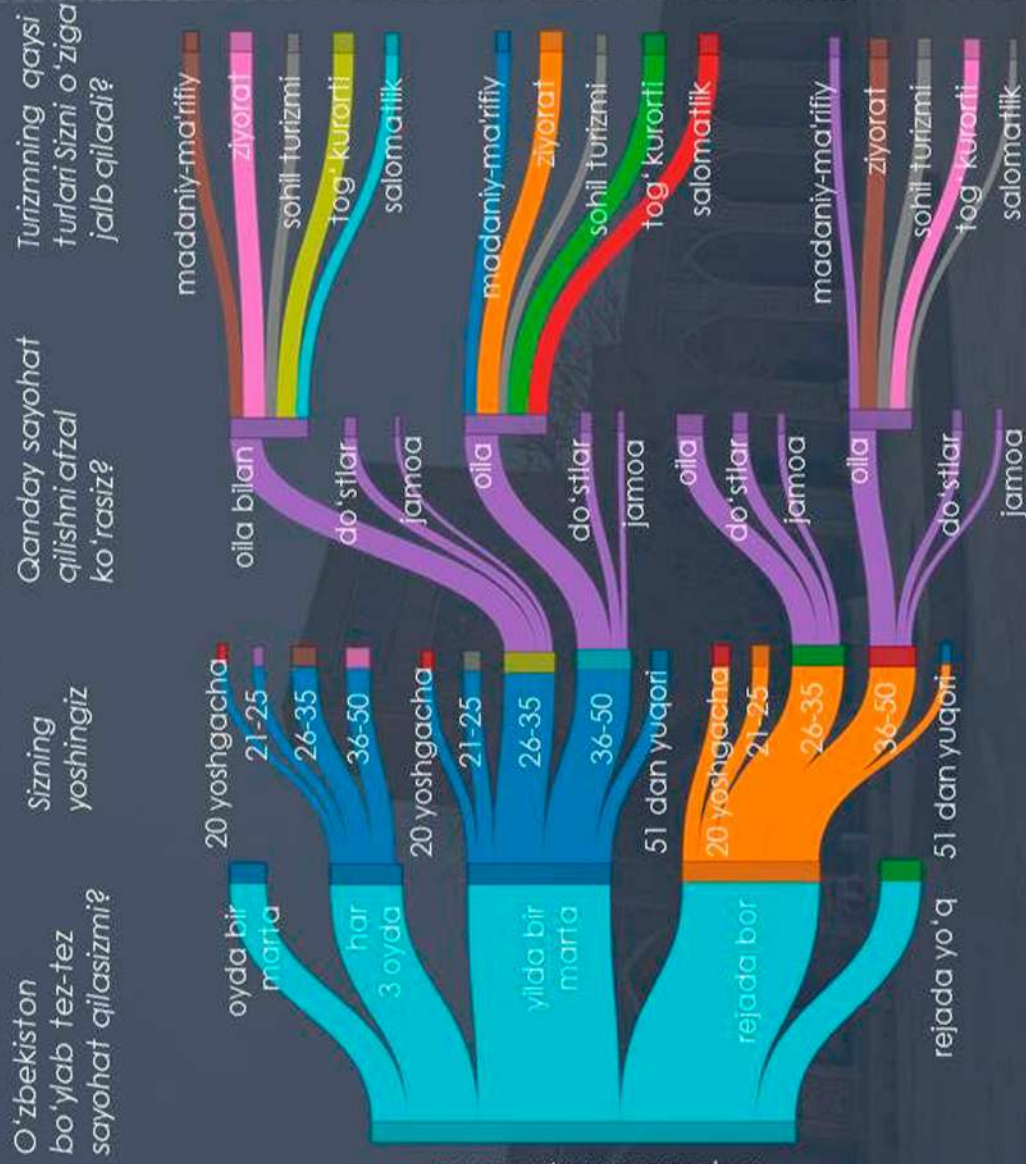 O‘zbekiston
bo‘ylab tez-tez
sayohat qilasizmi?
Sizning
yoshingiz
Qanday sayohat
qilishni afzal
ko‘rasiz?
Turizimning qaysi
turlari Sizni o‘ziga
jalb qiladi?
oyda bir
marta
har
3 oyda
yilda bir
marta
rejada bor
rejada yo‘q
20 yoshgacha
21-25
26-35
36-50
20 yoshgacha
21-25
26-35
36-50
51 dan yuqori
20 yoshgacha
21-25
26-35
36-50
51 dan yuqori
oila bilan
do‘stlar
jamoa
oila
do‘stlar
jamoa
oila
do‘stlar
jamoa
oila
do‘stlar
jamoa
madaniy-ma'rifiy
ziyorat
sohil turizmi
tog‘ kurorti
salomatlik
madaniy-ma'rifiy
ziyorat
sohil turizmi
tog‘ kurorti
salomatlik
madaniy-ma'rifiy
ziyorat
sohil turizmi
tog‘ kurorti
salomatlik